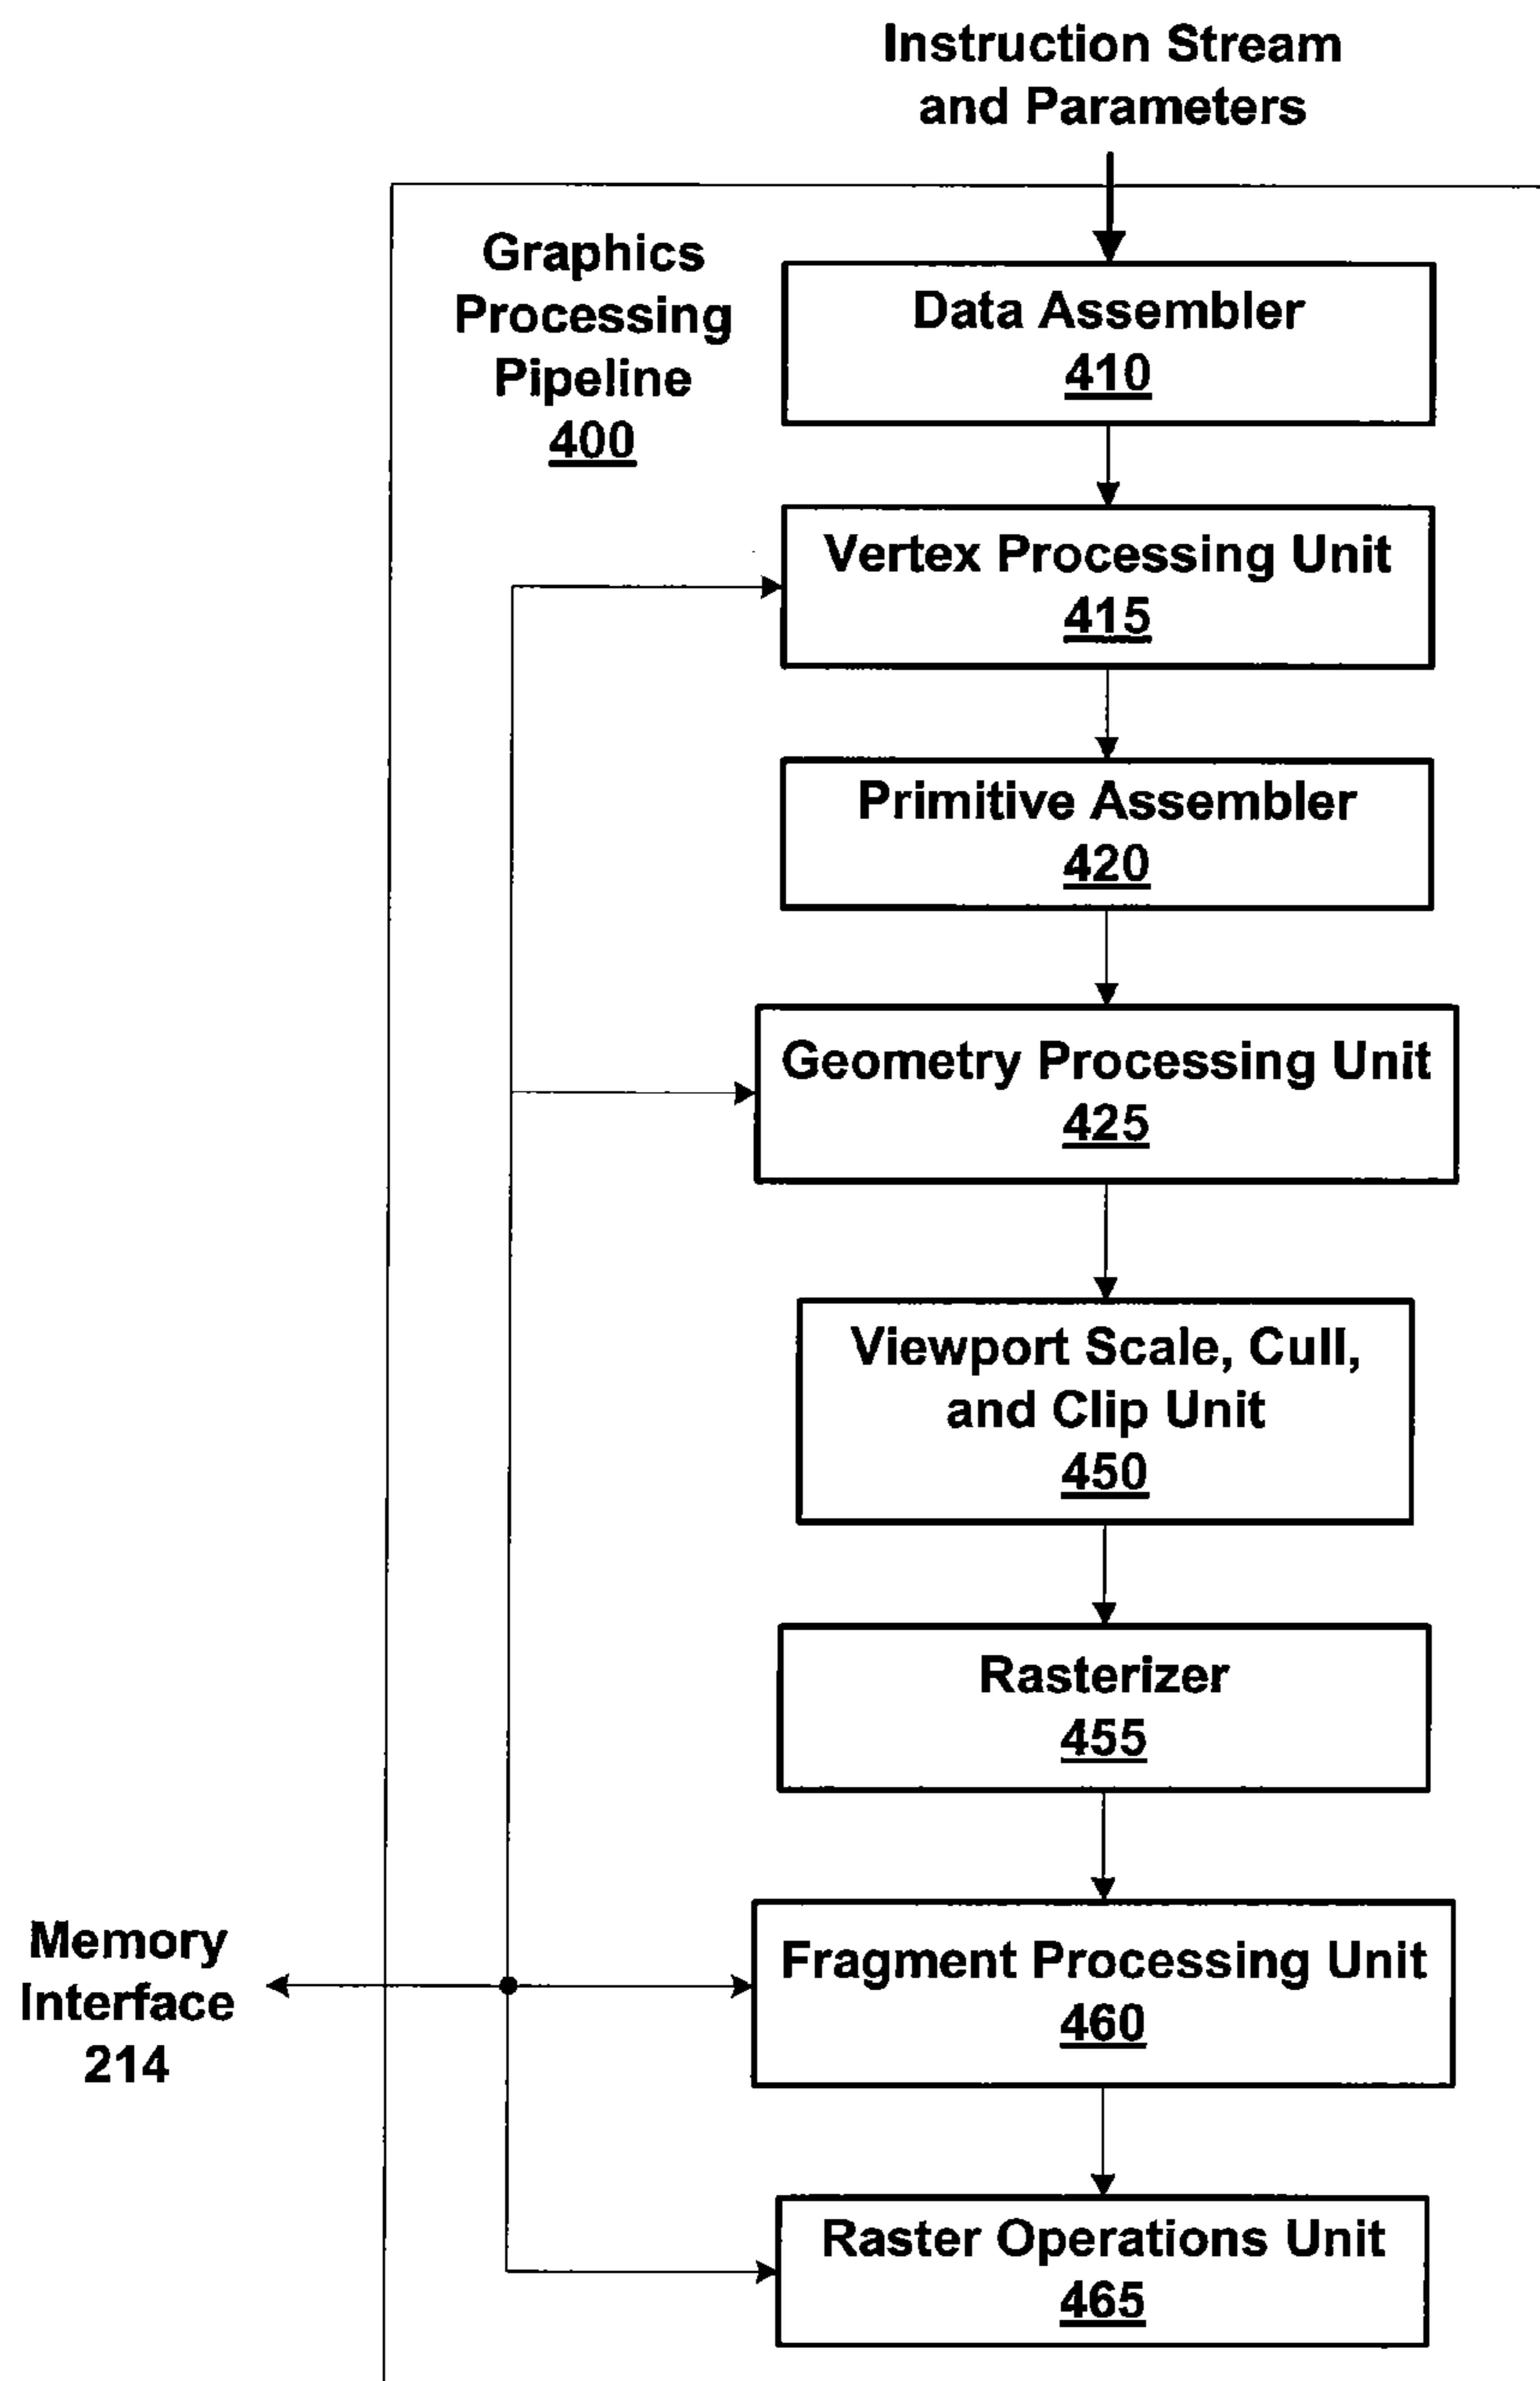 Instruction Stream
and Parameters
Graphics
Processing
Pipeline
400
Data Assembler
410
Vertex Processing Unit
415
Primitive Assembler
420
Geometry Processing Unit
425
Viewport Scale, Cull,
and Clip Unit
450
Rasterizer
455
Memory
Interface
214
Fragment Processing Unit
460
Raster Operations Unit
465